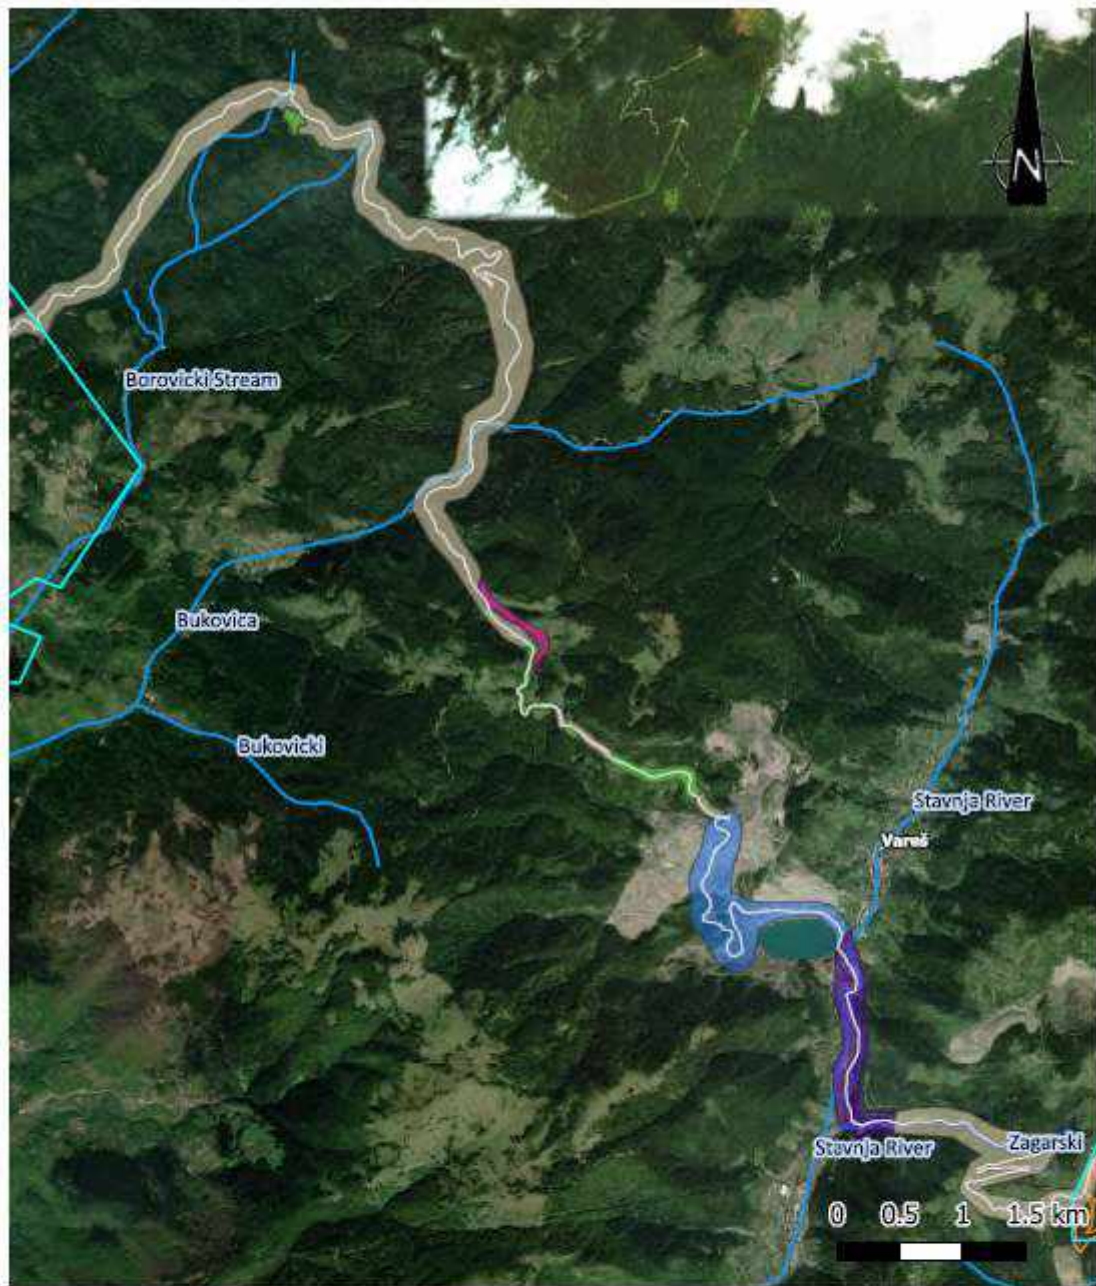 N
Borovicki Stream
Bukovica
Bukovicki
Stavnja River
Vareš
Stavnja River
Zagarski
0 0.5 1 1.5 km